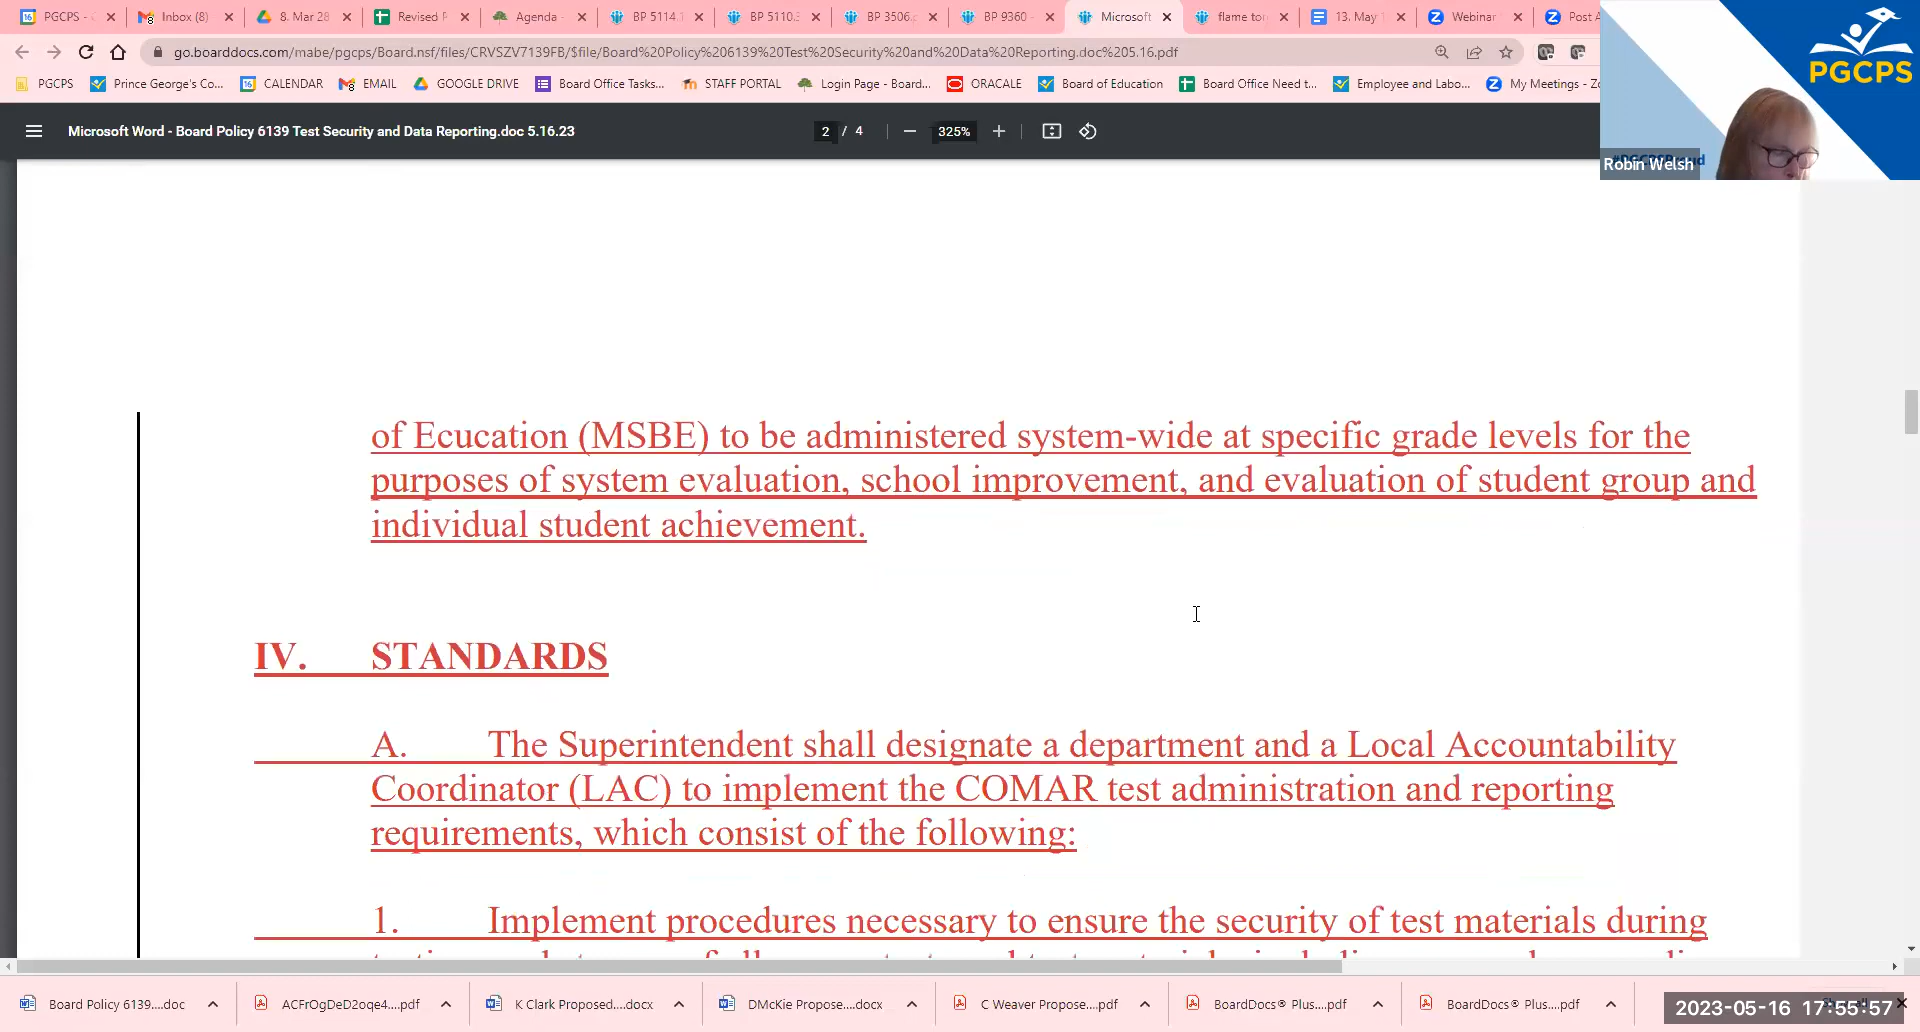 PGCPS -
Inbox (8)
8. Mar 28
Revised P
Agenda -
BP 5114.
BP 5110.3
BP 3506.p
BP 9360 -
Microsoft
flame tor
13. May
Webinar
Post A
go.boarddocs.com/mabe/pgcps/Board.nsf/files/CRVSZV7139FB/$file/Board%20Policy%206139%20Test%20Security%20and%20Data%20Reporting.doc%205.16.pdf
PGCPS
Prince George's Co...
CALENDAR
EMAIL
GOOGLE DRIVE
Board Office Tasks...
STAFF PORTAL
Login Page - Board...
ORACALE
Board of Education
Board Office Need t...
Employee and Labo...
My Meetings - Zo
PGCPS
Robin Welsh
Microsoft Word - Board Policy 6139 Test Security and Data Reporting.doc 5.16.23
2 / 4
325%
of Ecucation (MSBE) to be administered system-wide at specific grade levels for the
purposes of system evaluation, school improvement, and evaluation of student group and
individual student achievement.
IV. STANDARDS
A. The Superintendent shall designate a department and a Local Accountability
Coordinator (LAC) to implement the COMAR test administration and reporting
requirements, which consist of the following:
1. Implement procedures necessary to ensure the security of test materials during
Board Policy 6139....doc
ACFrOgDeD2oqe4....pdf
K Clark Proposed....docx
DMcKie Propose....docx
C Weaver Propose....pdf
BoardDocs® Plus....pdf
BoardDocs® Plus....pdf
2023-05-16 17:55:57